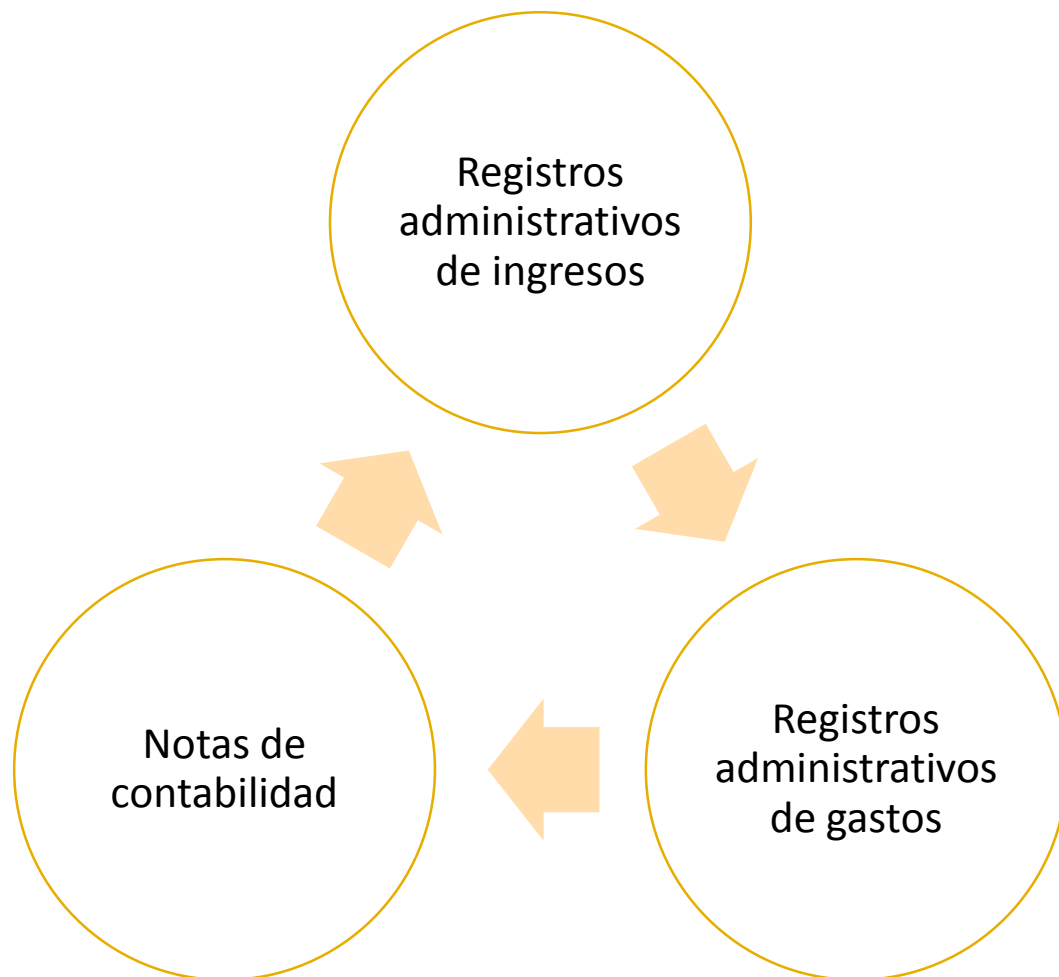 Registros
administrativos
de ingresos
Notas de
contabilidad
Registros
administrativos
de gastos